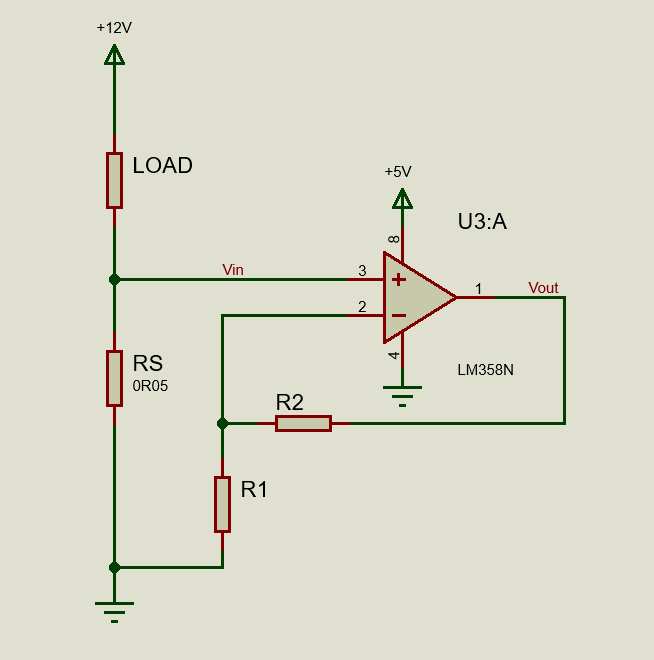 +12V
LOAD
+5V
U3:A
8
Vin
3
+
1
Vout
2
−
4
RS
0R05
LM358N
R2
R1